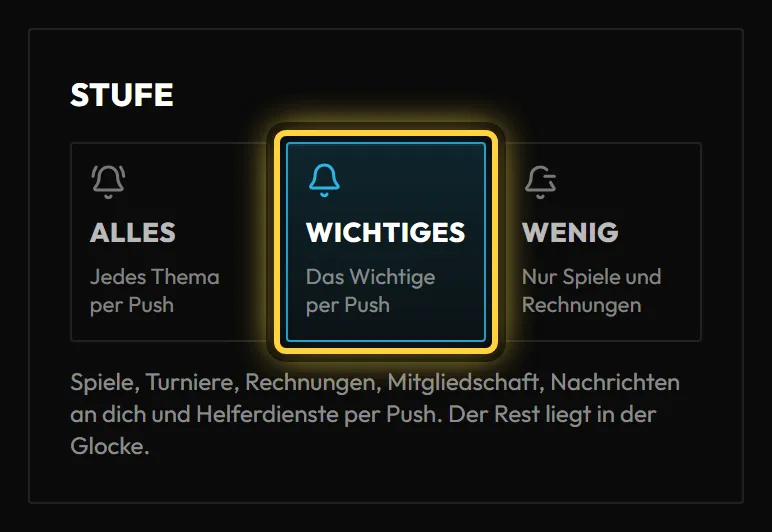 STUFE
ALLES
Jedes Thema
per Push
WICHTIGES
Das Wichtige
per Push
WENIG
Nur Spiele und
Rechnungen
Spiele, Turniere, Rechnungen, Mitgliedschaft, Nachrichten
an dich und Helferdienste per Push. Der Rest liegt in der
Glocke.